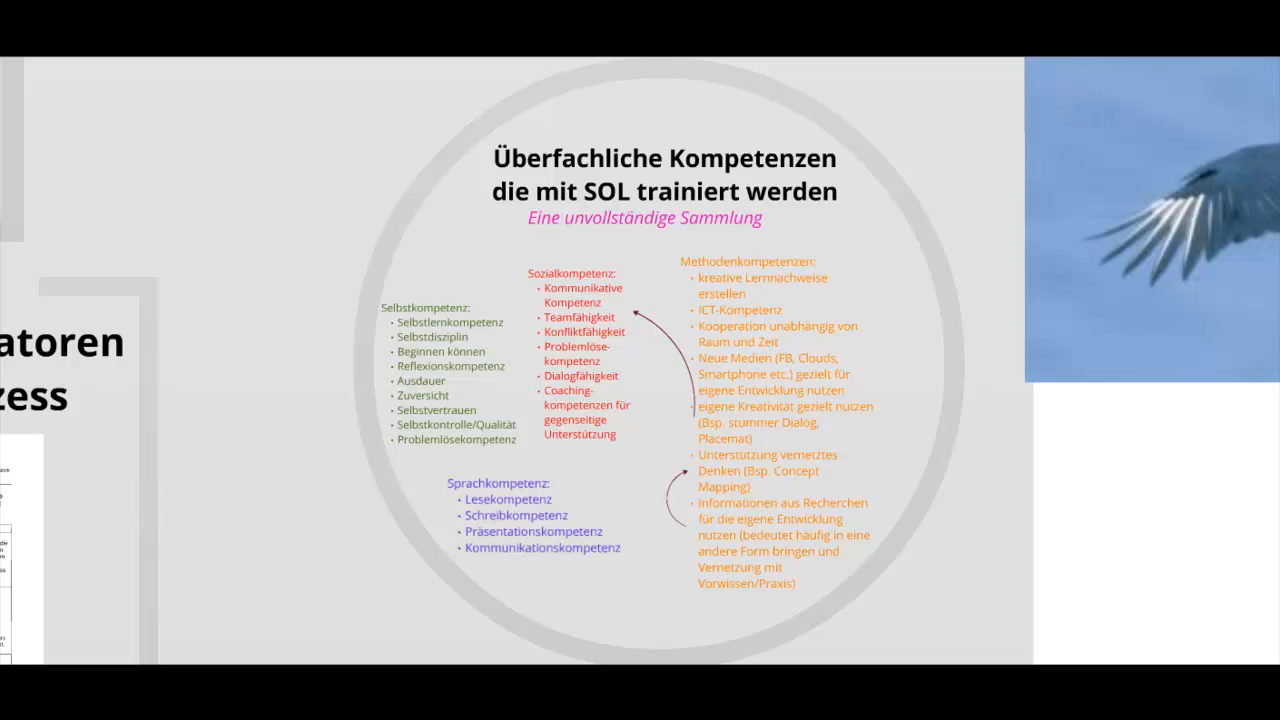 atoren
zess
Überfachliche Kompetenzen
die mit SOL trainiert werden
Eine unvollständige Sammlung
Selbstkompetenz:
• Selbstlernkompetenz
• Selbstdisziplin
• Beginnen können
• Reflexionskompetenz
• Ausdauer
• Zuversicht
• Selbstvertrauen
• Selbstkontrolle/Qualität
• Problemlösekompetenz
Sozialkompetenz:
• Kommunikative
Kompetenz
• Teamfähigkeit
• Konfliktfähigkeit
• Problemlöse-
kompetenz
• Dialogfähigkeit
• Coaching-
kompetenzen für
gegenseitige
Unterstützung
Methodenkompetenzen:
• kreative Lernnachweise
erstellen
• ICT-Kompetenz
• Kooperation unabhängig von
Raum und Zeit
• Neue Medien (FB, Clouds,
Smartphone etc.) gezielt für
eigene Entwicklung nutzen
• eigene Kreativität gezielt nutzen
(Bsp. stummer Dialog,
Placemat)
• Unterstützung vernetztes
Denken (Bsp. Concept
Mapping)
• Informationen aus Recherchen
für die eigene Entwicklung
nutzen (bedeutet häufig in eine
andere Form bringen und
Vernetzung mit
Vorwissen/Praxis)
Sprachkompetenz:
• Lesekompetenz
• Schreibkompetenz
• Präsentationskompetenz
• Kommunikationskompetenz